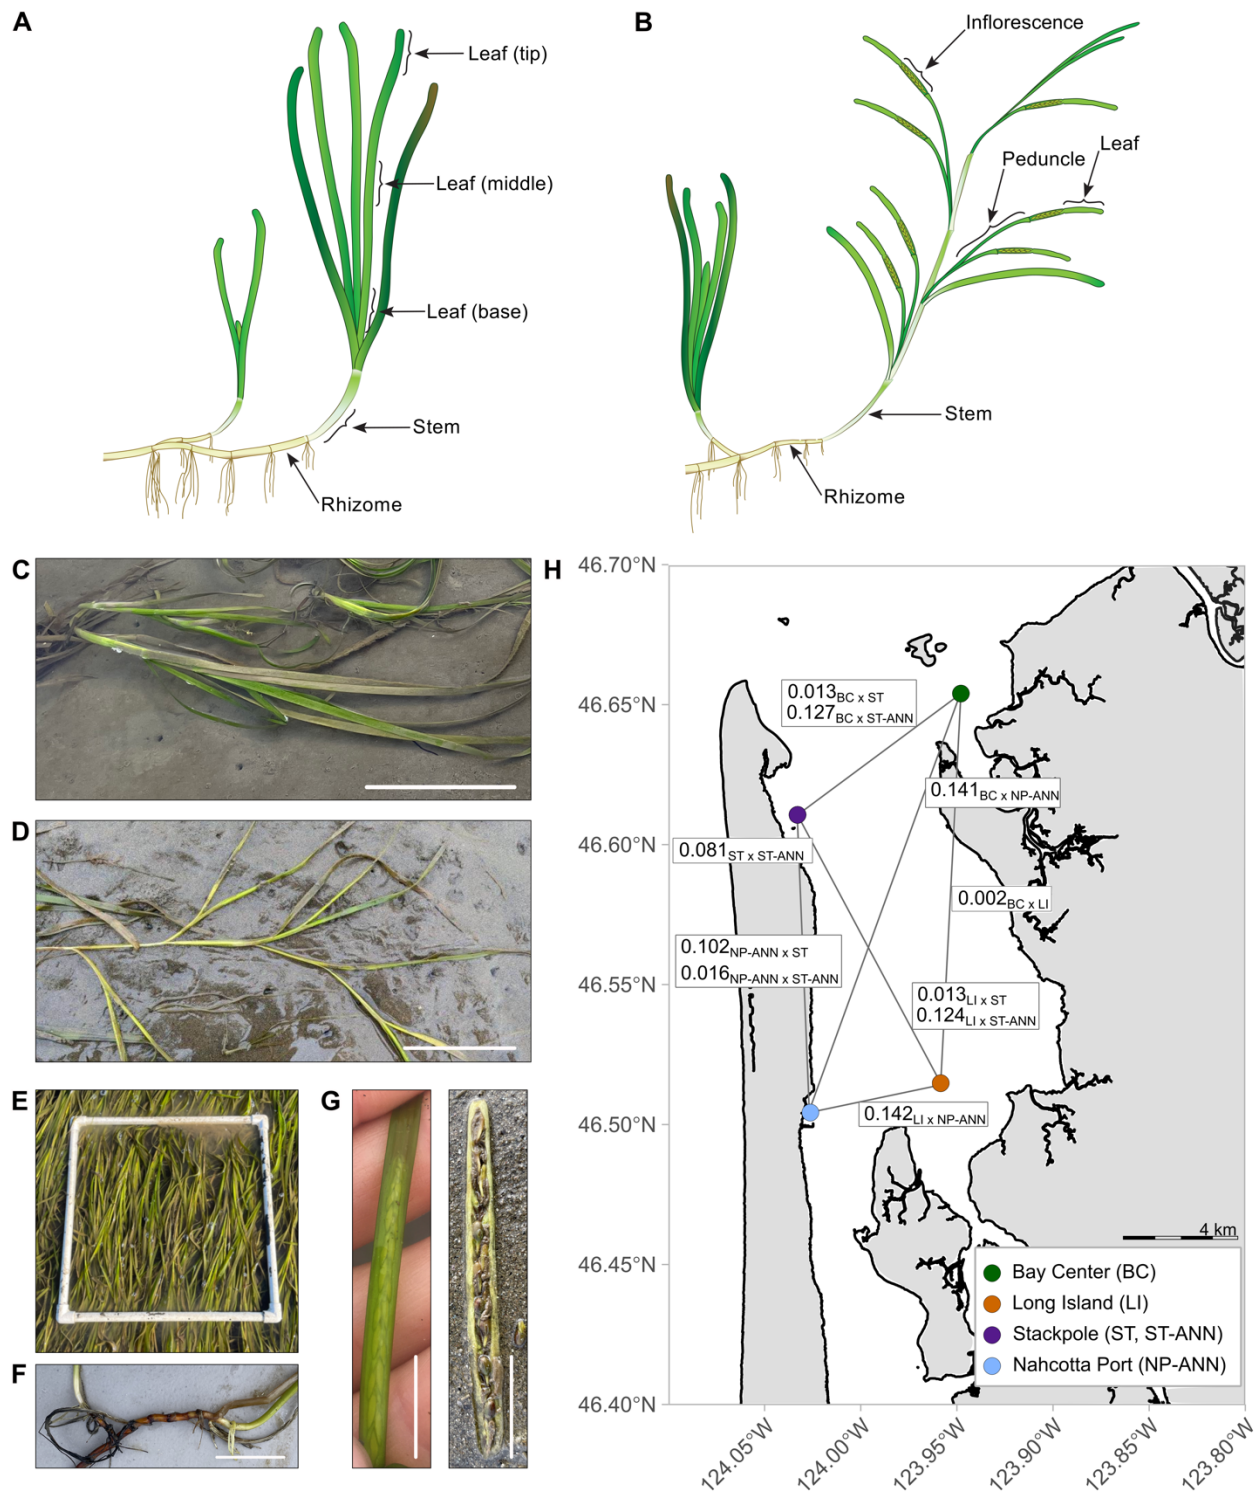 A
Leaf (tip)
Leaf (middle)
Leaf (base)
Stem
Rhizome
B
Inflorescence
Peduncle
Leaf
Stem
Rhizome
C
D
E
F
G
H
46.70°N
46.65°N
46.60°N
46.55°N
46.50°N
46.45°N
46.40°N
0.013BC x ST
0.127BC x ST-ANN
0.141BC x NP-ANN
0.081ST x ST-ANN
0.002BC x LI
0.102NP-ANN x ST
0.016NP-ANN x ST-ANN
0.013LI x ST
0.124LI x ST-ANN
0.142LI x NP-ANN
4 km
Bay Center (BC)
Long Island (LI)
Stackpole (ST, ST-ANN)
Nahcotta Port (NP-ANN)
124.05°W
124.00°W
123.95°W
123.90°W
123.85°W
123.80°W